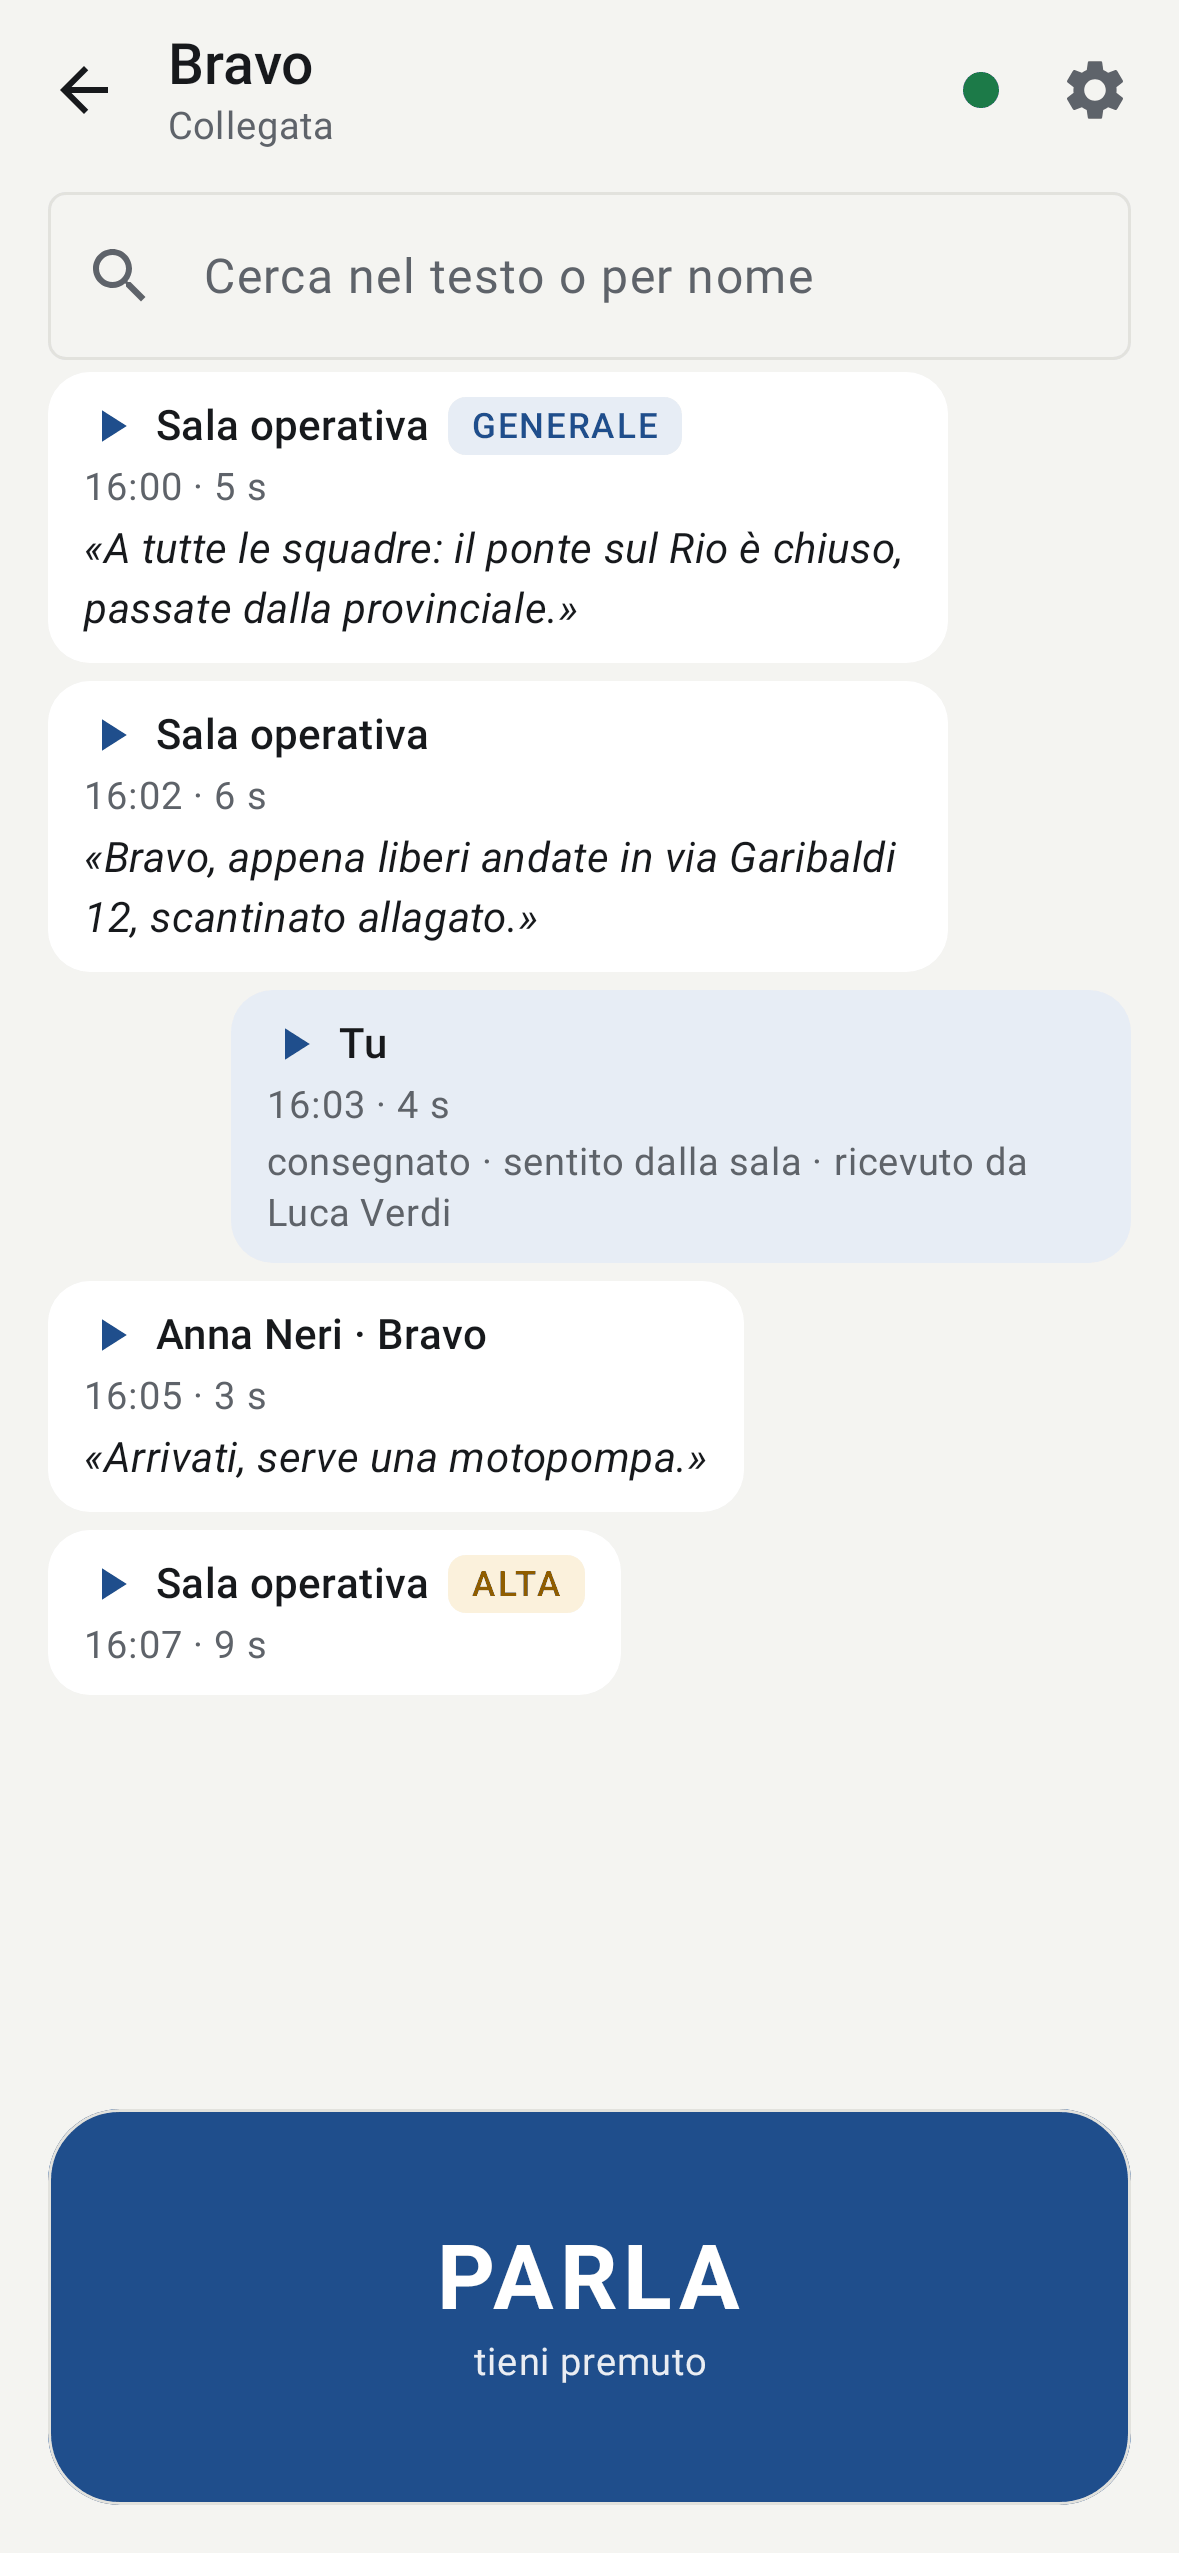 Bravo
Collegata
Cerca nel testo o per nome
Sala operativa GENERALE
16:00 · 5 s
«A tutte le squadre: il ponte sul Rio è chiuso,
passate dalla provinciale.»
Sala operativa
16:02 · 6 s
«Bravo, appena liberi andate in via Garibaldi
12, scantinato allagato.»
Tu
16:03 · 4 s
consegnato · sentito dalla sala · ricevuto da
Luca Verdi
Anna Neri · Bravo
16:05 · 3 s
«Arrivati, serve una motopompa.»
Sala operativa ALTA
16:07 · 9 s
PARLA
tieni premuto